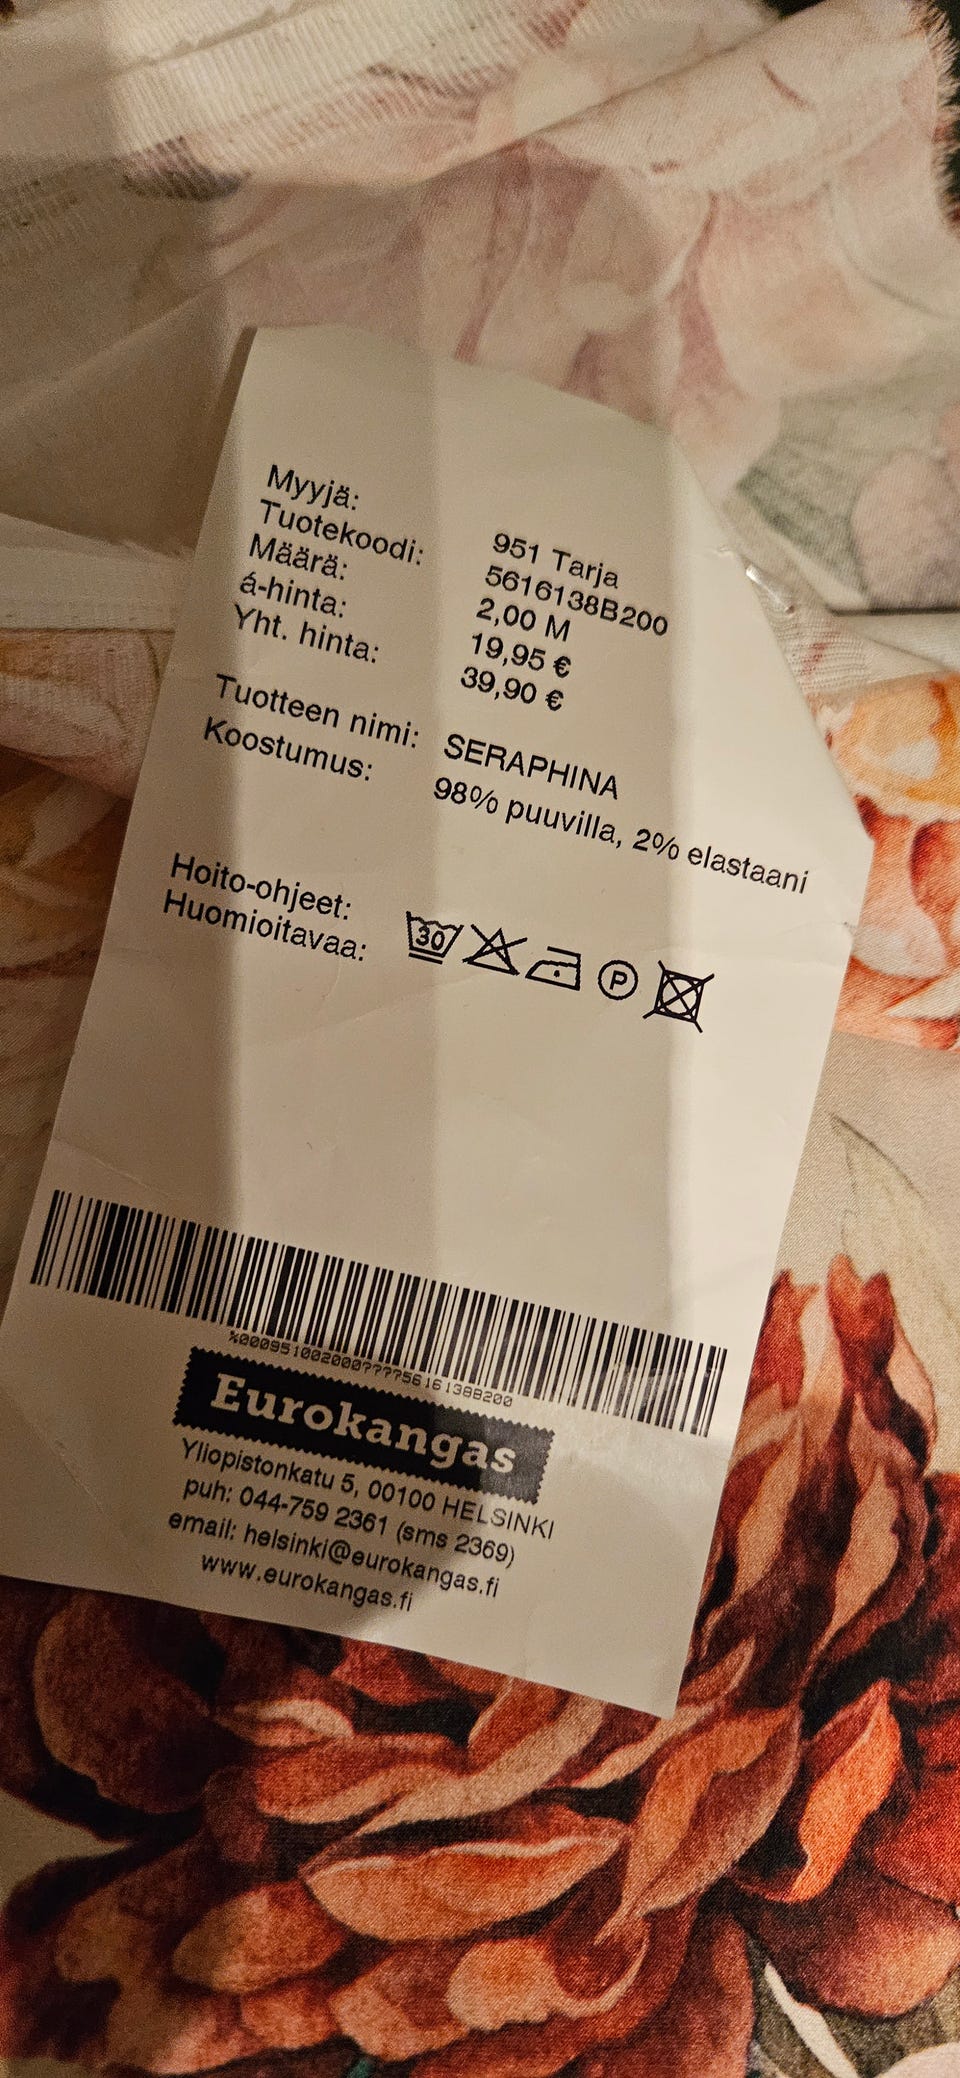 Myyjä: 951 Tarja
Tuotekoodi: 5616138B200
Määrä: 2,00 M
á-hinta: 19,95 €
Yht. hinta: 39,90 €
Tuotteen nimi: SERAPHINA
Koostumus: 98% puuvilla, 2% elastaani
Hoito-ohjeet:
Huomioitavaa:
30 P
%000951002000????5616138B200
Eurokangas
Yliopistonkatu 5, 00100 HELSINKI
puh: 044-759 2361 (sms 2369)
email: helsinki@eurokangas.fi
www.eurokangas.fi